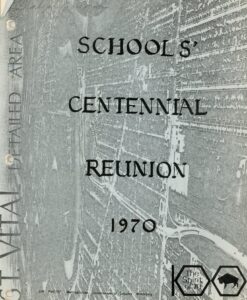 SCHOOLS'
CENTENNIAL
REUNION
1970
ST. VITAL DETAILED AREA